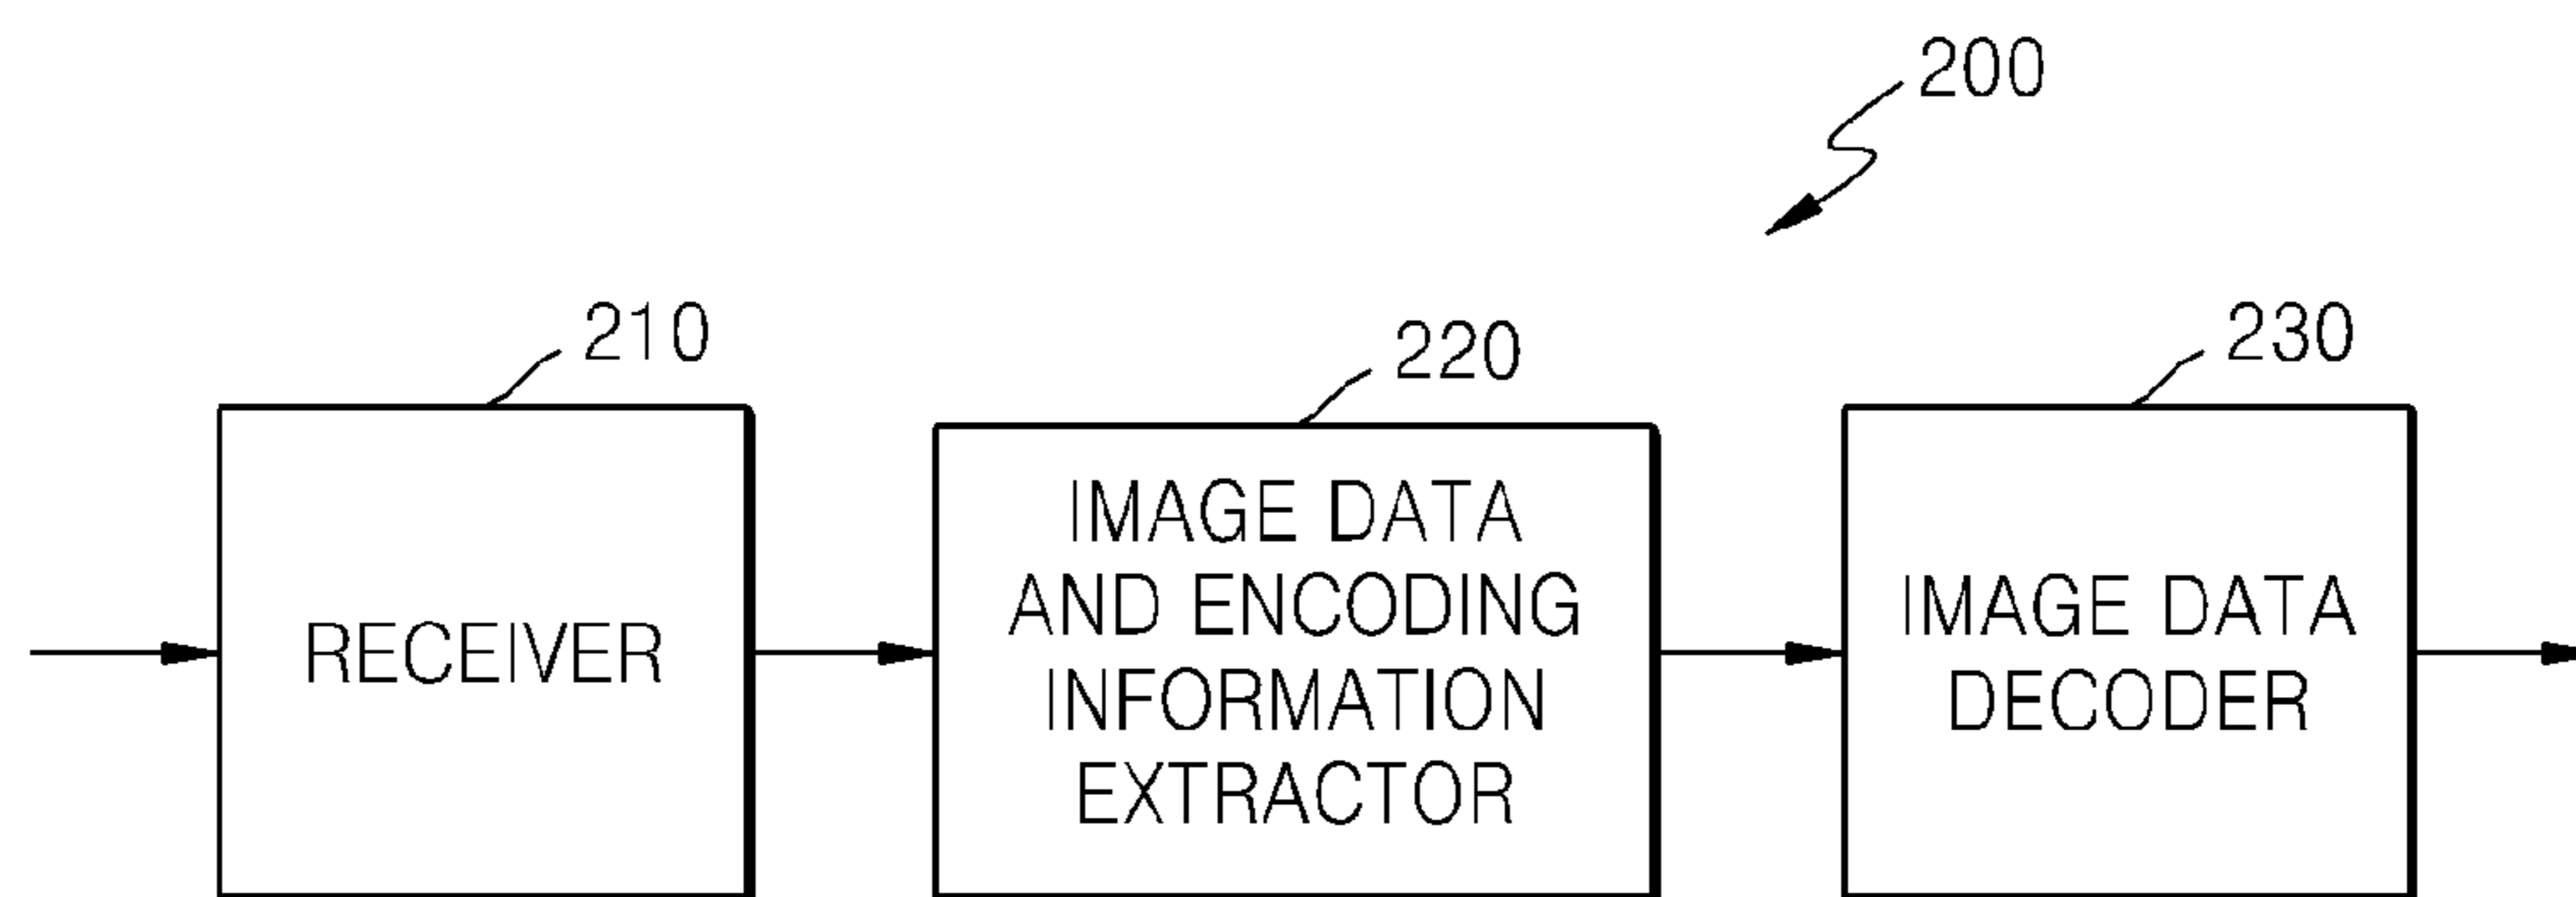 200
210
220
230
RECEIVER
IMAGE DATA
AND ENCODING
INFORMATION
EXTRACTOR
IMAGE DATA
DECODER